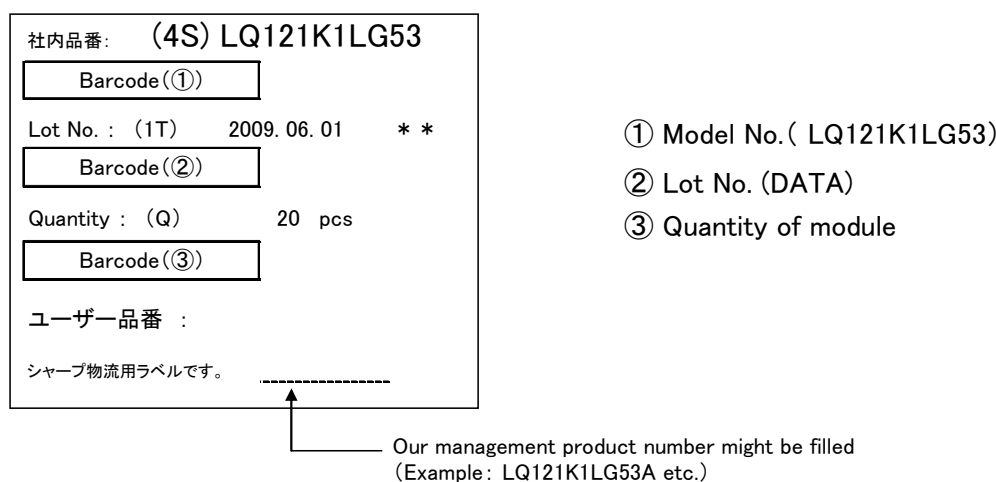 社内品番: (4S) LQ121K1LG53
Barcode(①)
Lot No. : (1T) 2009. 06. 01 * *
Barcode(②)
Quantity : (Q) 20 pcs
Barcode(③)
ユーザー品番 :
シャープ物流用ラベルです。
① Model No.( LQ121K1LG53)
② Lot No. (DATA)
③ Quantity of module
Our management product number might be filled
(Example: LQ121K1LG53A etc.)